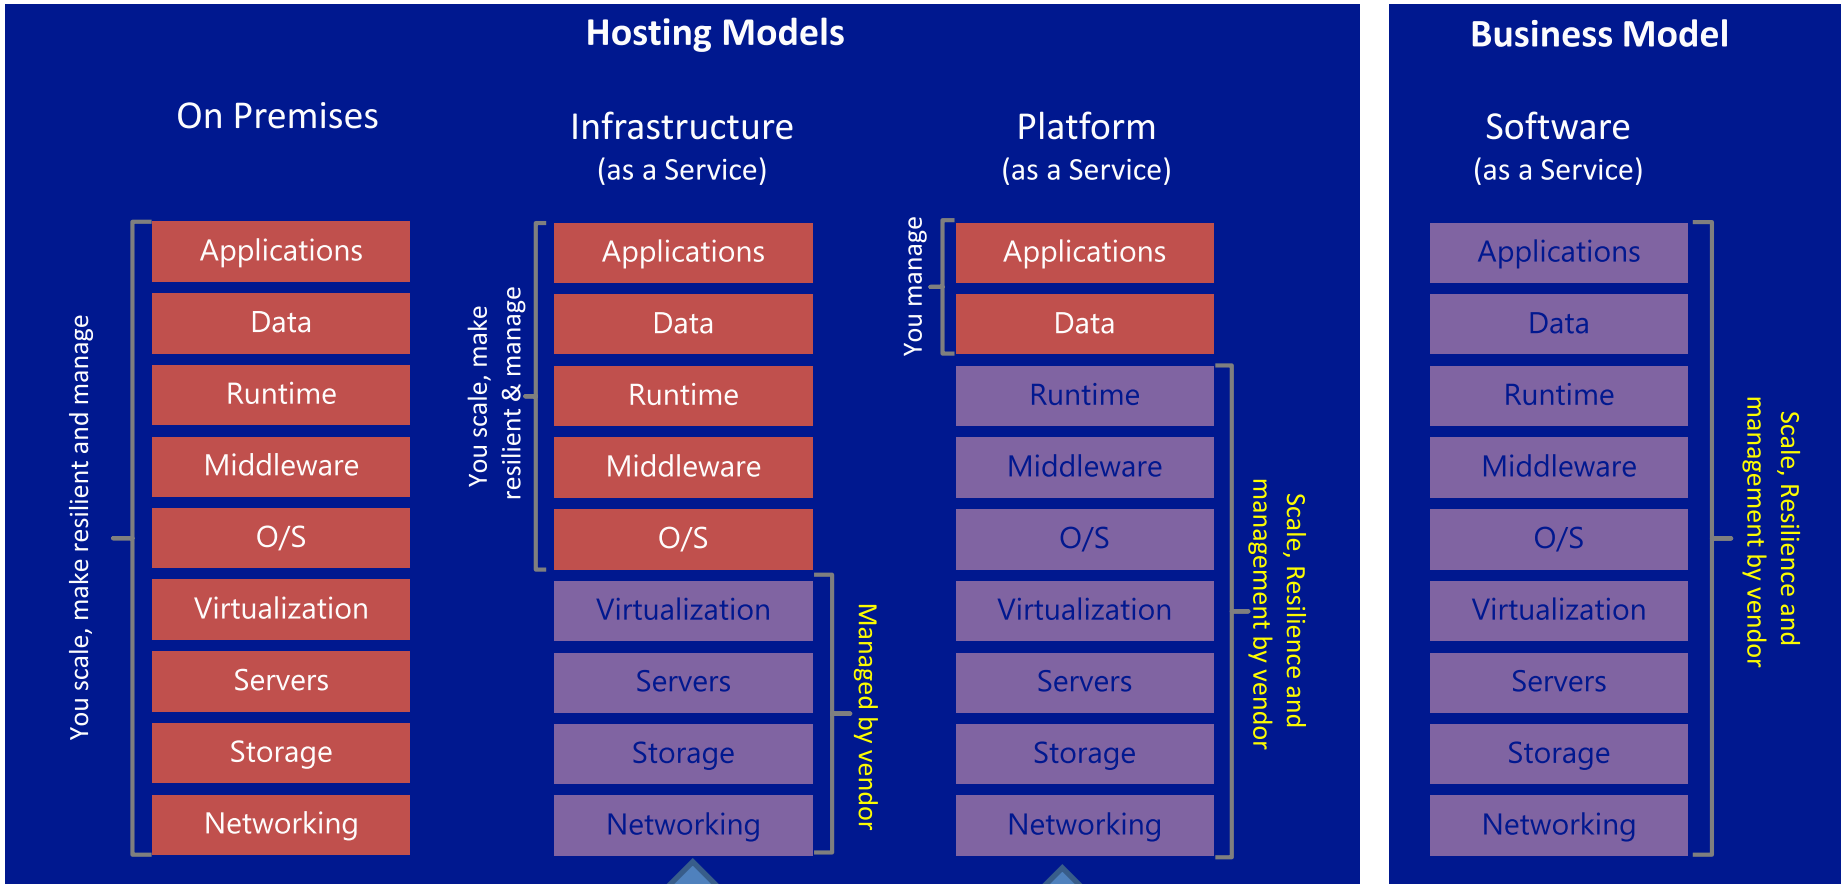 Hosting Models
On Premises
You scale, make resilient and manage
Applications
Data
Runtime
Middleware
O/S
Virtualization
Servers
Storage
Networking
Infrastructure
(as a Service)
You scale, make
resilient & manage
Applications
Data
Runtime
Middleware
O/S
Virtualization
Servers
Storage
Networking
Managed by vendor
Platform
(as a Service)
You manage
Applications
Data
Runtime
Middleware
O/S
Virtualization
Servers
Storage
Networking
Scale, Resilience and
management by vendor
Business Model
Software
(as a Service)
Applications
Data
Runtime
Middleware
O/S
Virtualization
Servers
Storage
Networking
Scale, Resilience and
management by vendor